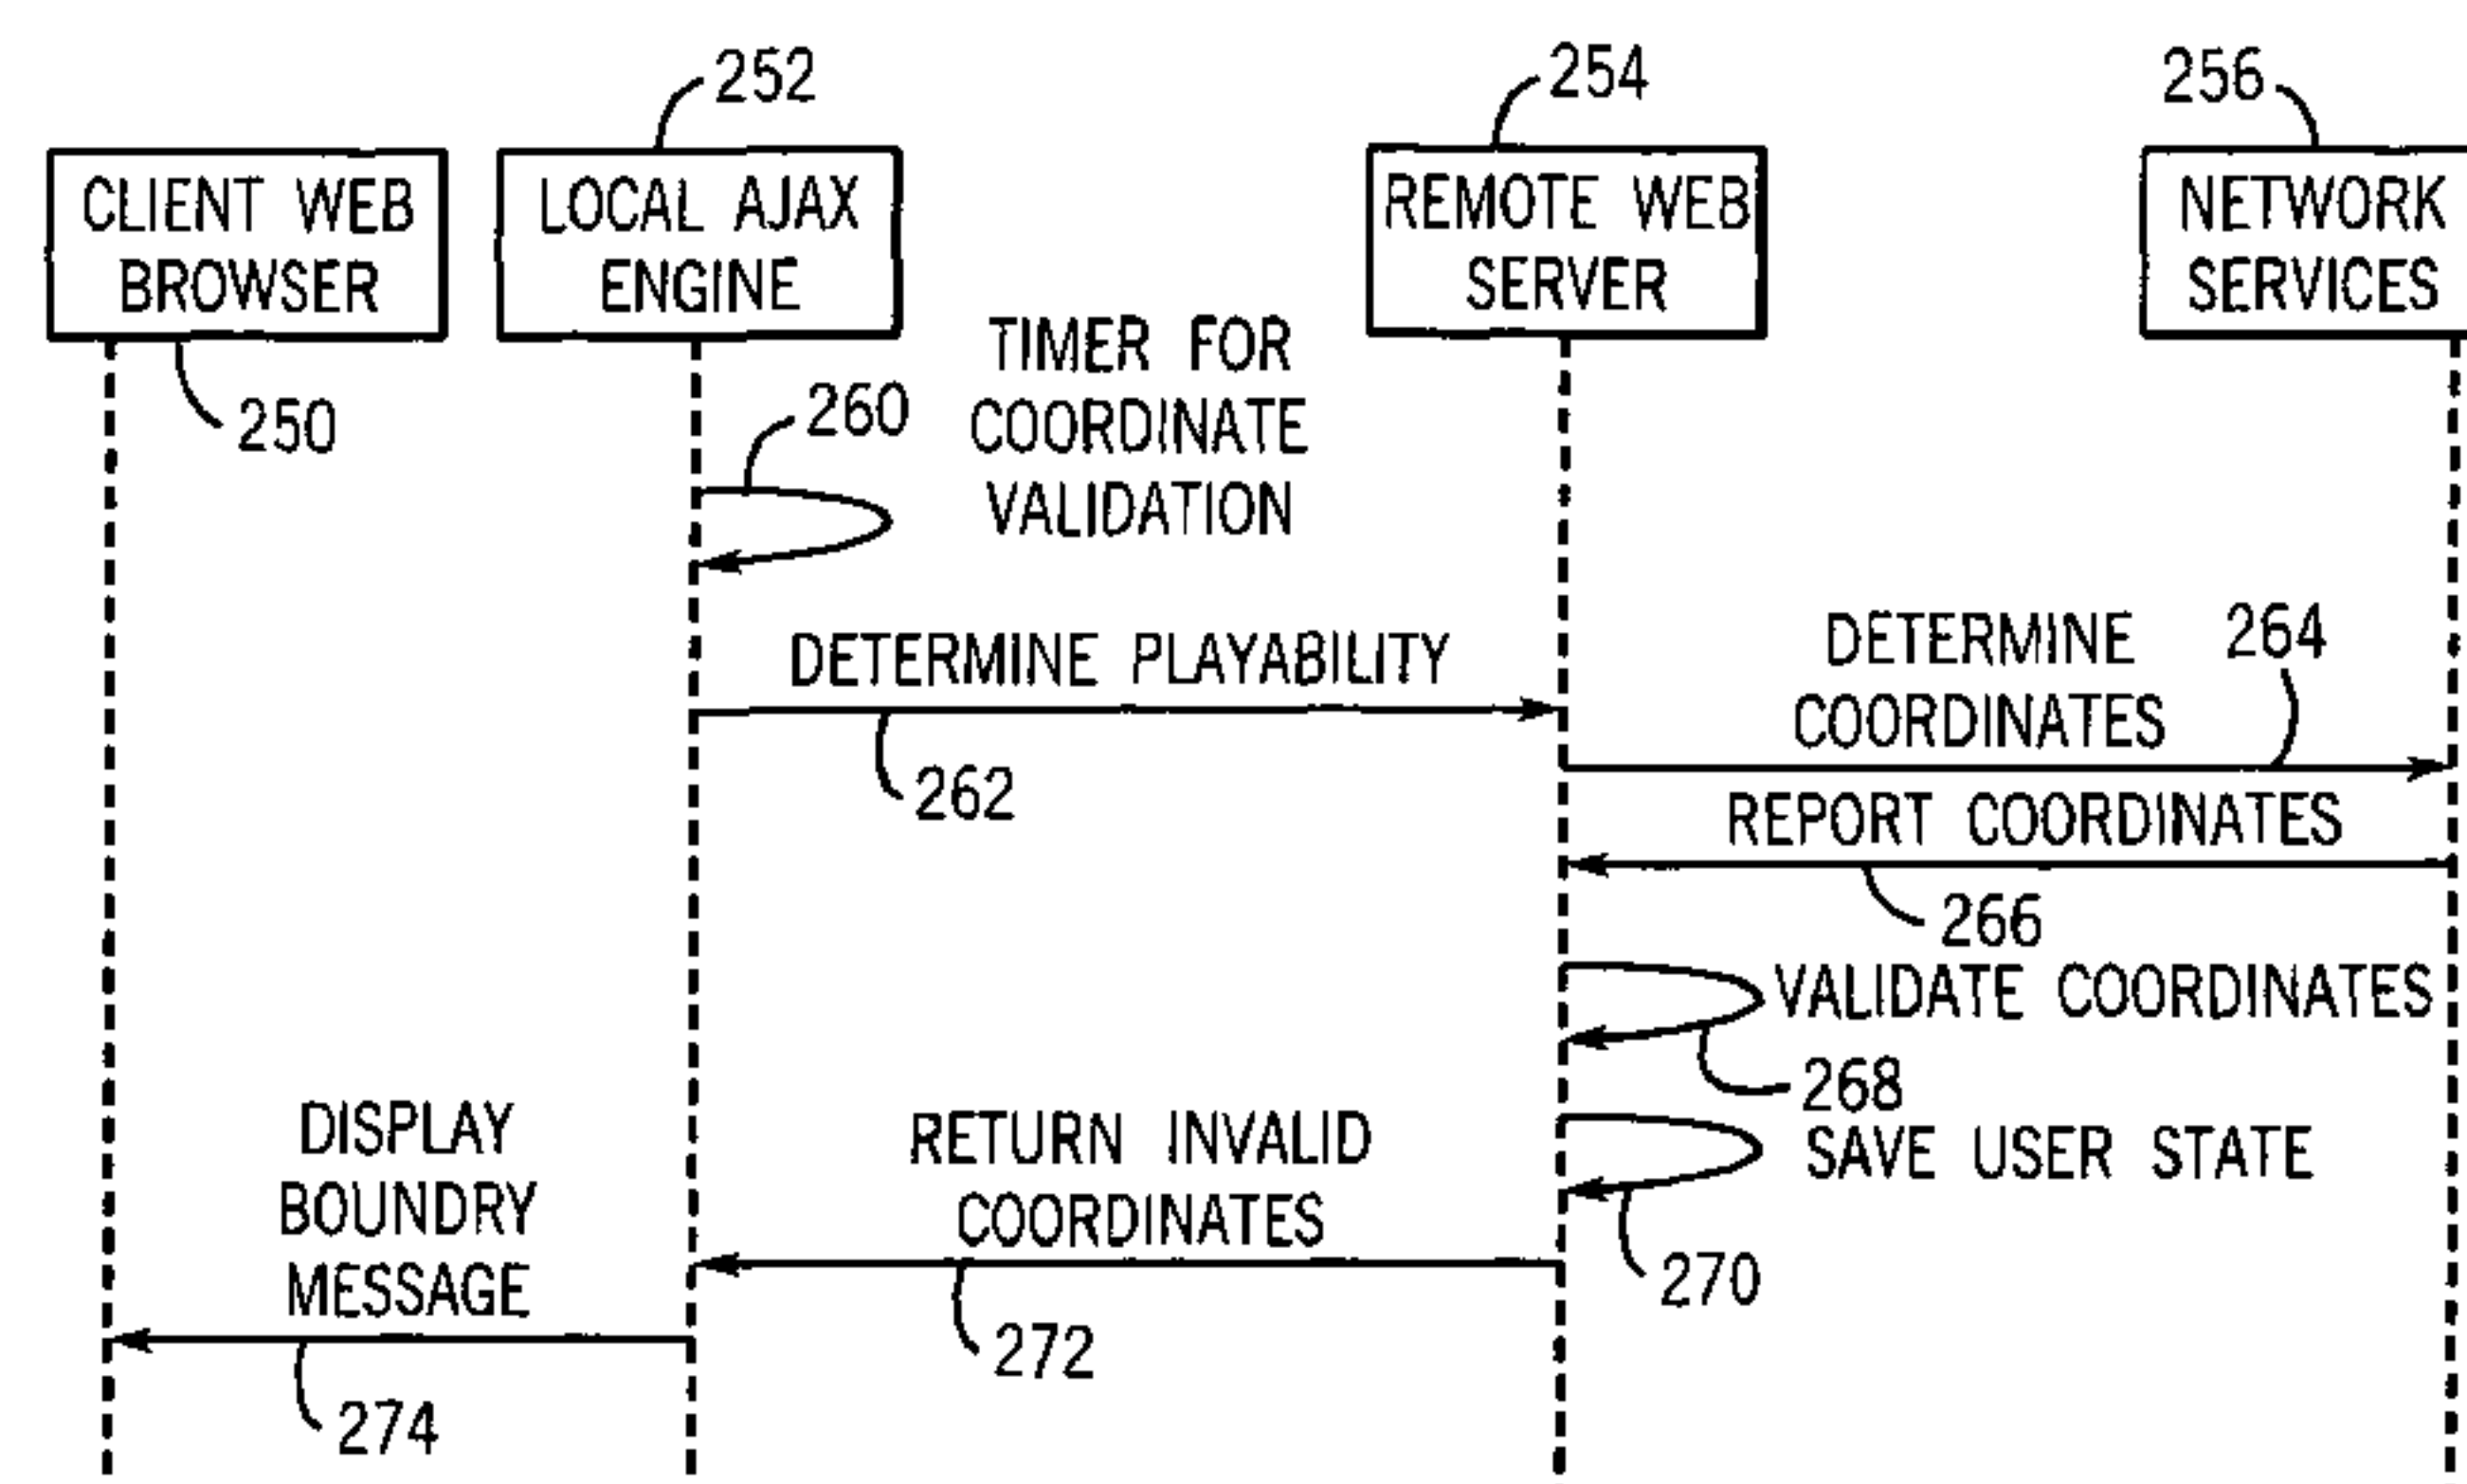 252
254
256
CLIENT WEB
BROWSER
LOCAL AJAX
ENGINE
REMOTE WEB
SERVER
NETWORK
SERVICES
250
260
TIMER FOR
COORDINATE
VALIDATION
DETERMINE PLAYABILITY
262
DETERMINE
COORDINATES
264
REPORT COORDINATES
266
VALIDATE COORDINATES
268
SAVE USER STATE
270
RETURN INVALID
COORDINATES
272
DISPLAY
BOUNDRY
MESSAGE
274